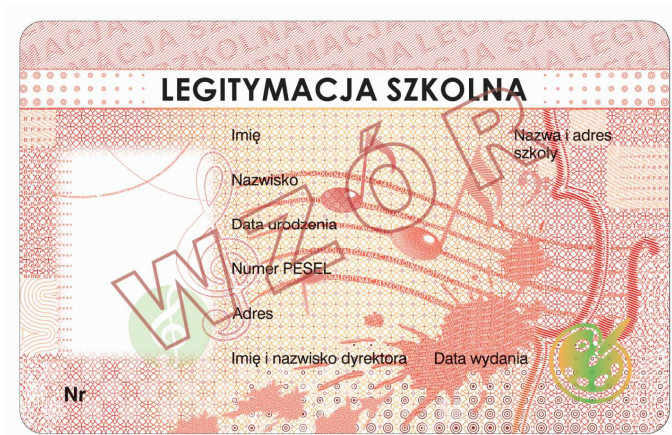 LEGITYMACJA SZKOLNA
Imię
Nazwa i adres
szkoły
Nazwisko
Data urodzenia
Numer PESEL
Adres
Imię i nazwisko dyrektora
Data wydania
Nr
WZÓR